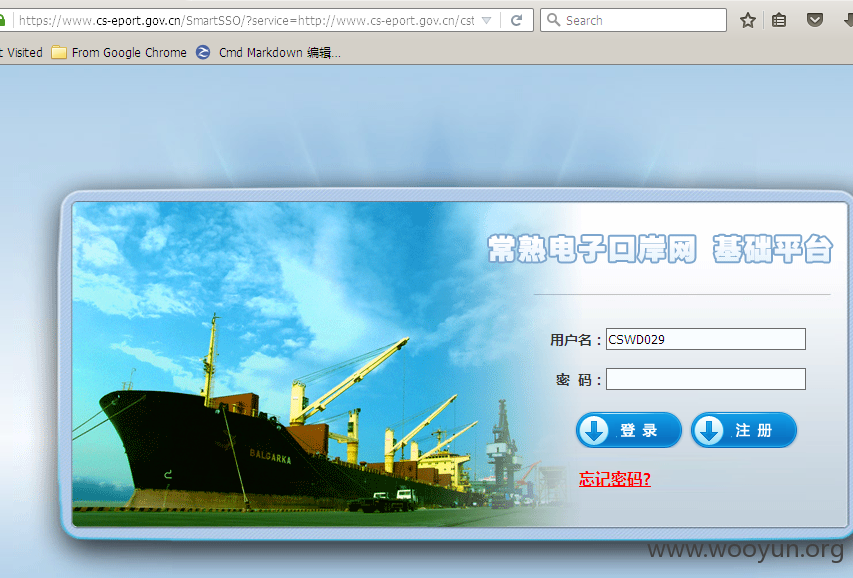 https://www.cs-eport.gov.cn/SmartSSO/?service=http://www.cs-eport.gov.cn/cst
Search
t Visited
From Google Chrome
Cmd Markdown 编辑...
常熟电子口岸网 基础平台
BALGARKA
用户名：CSWD029
密 码：
登 录
注 册
忘记密码?
www.wooyun.org